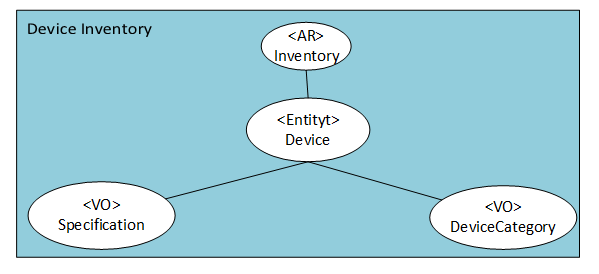 Device Inventory
<AR>
Inventory
<Entityt>
Device
<VO>
Specification
<VO>
DeviceCategory